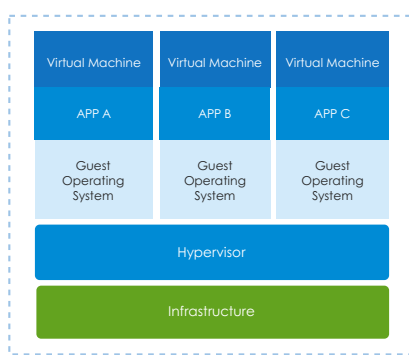 Virtual Machine Virtual Machine Virtual Machine
APP A APP B APP C
Guest Guest Guest
Operating Operating Operating
System System System
Hypervisor
Infrastructure